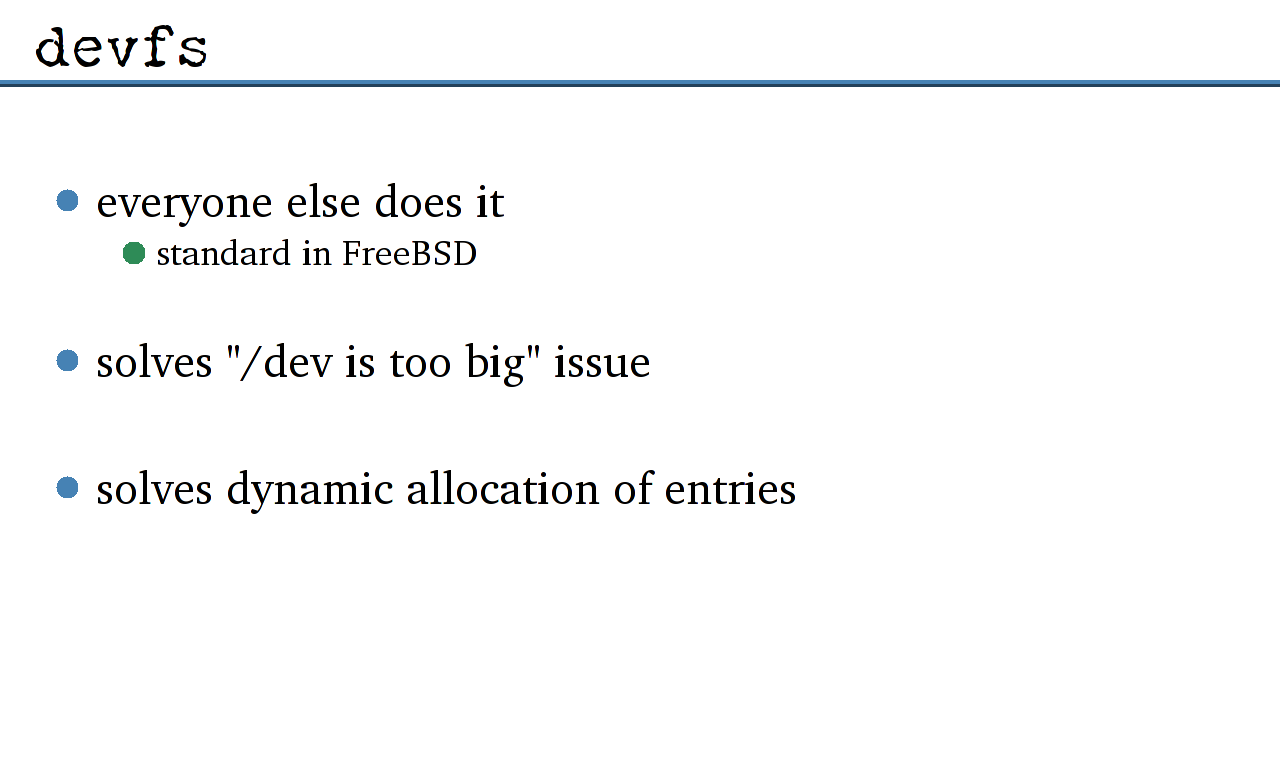 devfs
everyone else does it
standard in FreeBSD
solves "/dev is too big" issue
solves dynamic allocation of entries